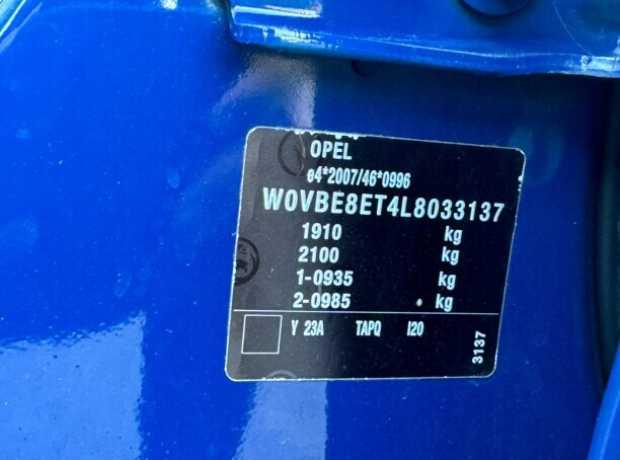 OPEL
e4*2007/46*0996
W0VBE8ET4L8033137
1910 kg
2100 kg
1-0935 kg
2-0985 kg
Y 23A TAPQ I20
3137